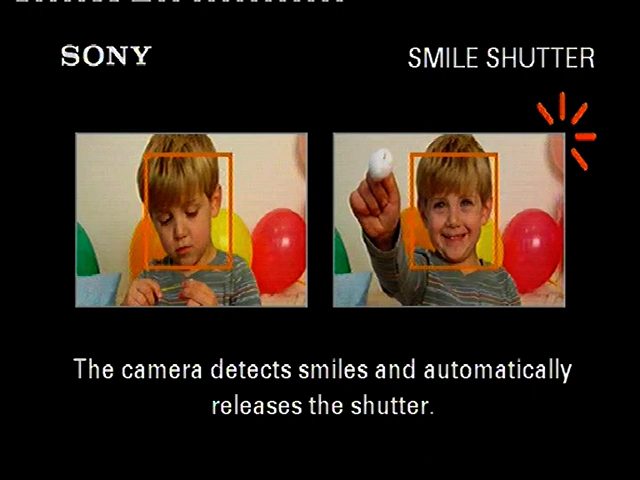 SONY
SMILE SHUTTER
The camera detects smiles and automatically
releases the shutter.